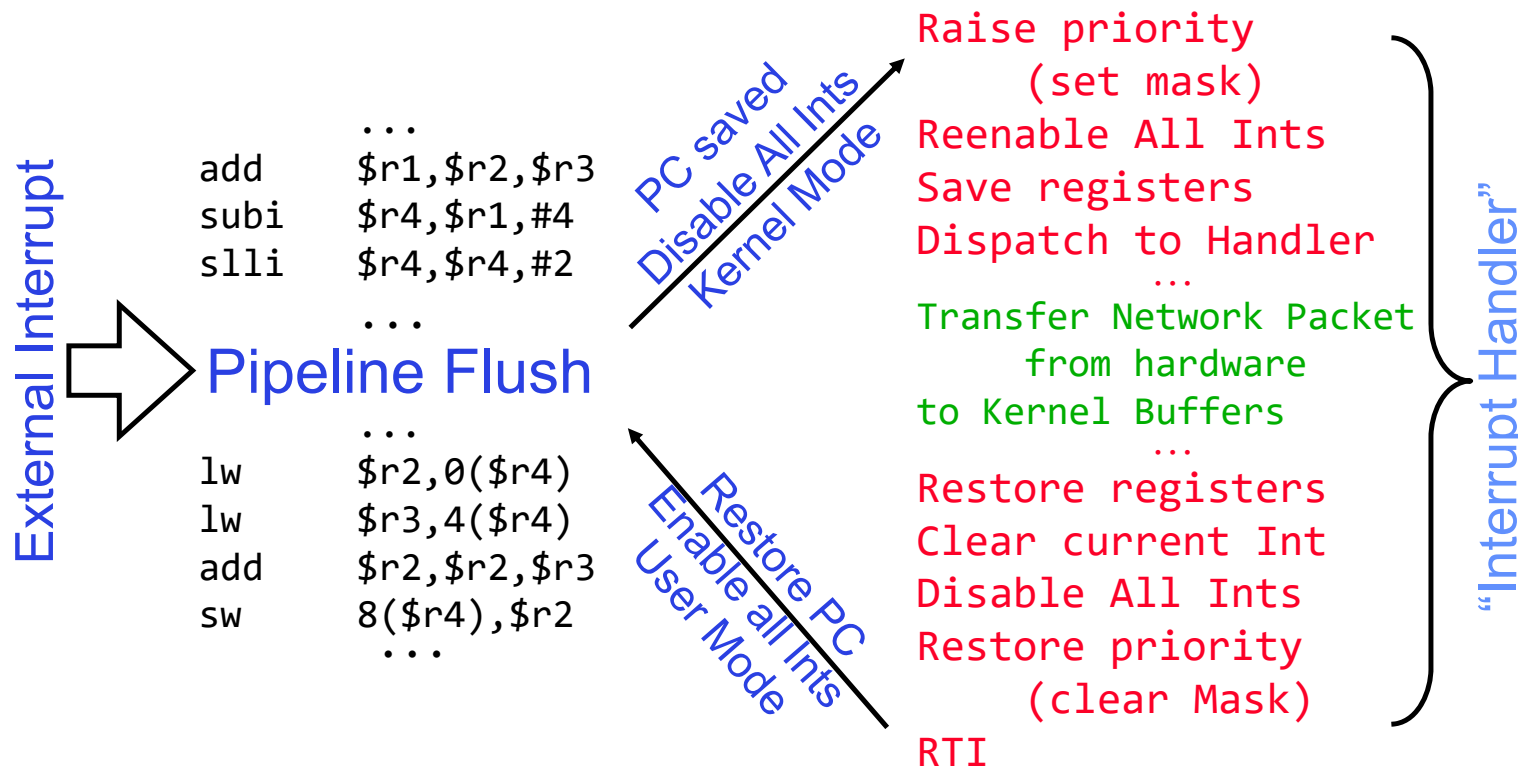 External Interrupt
...
add $r1,$r2,$r3
subi $r4,$r1,#4
slli $r4,$r4,#2
...
Pipeline Flush
...
lw $r2,0($r4)
lw $r3,4($r4)
add $r2,$r2,$r3
sw 8($r4),$r2
...
PC saved
Disable All Ints
Kernel Mode
Raise priority
(set mask)
Reenable All Ints
Save registers
Dispatch to Handler
...
Transfer Network Packet
from hardware
to Kernel Buffers
...
Restore registers
Clear current Int
Disable All Ints
Restore priority
(clear Mask)
RTI
Restore PC
Enable all Ints
User Mode
“Interrupt Handler”